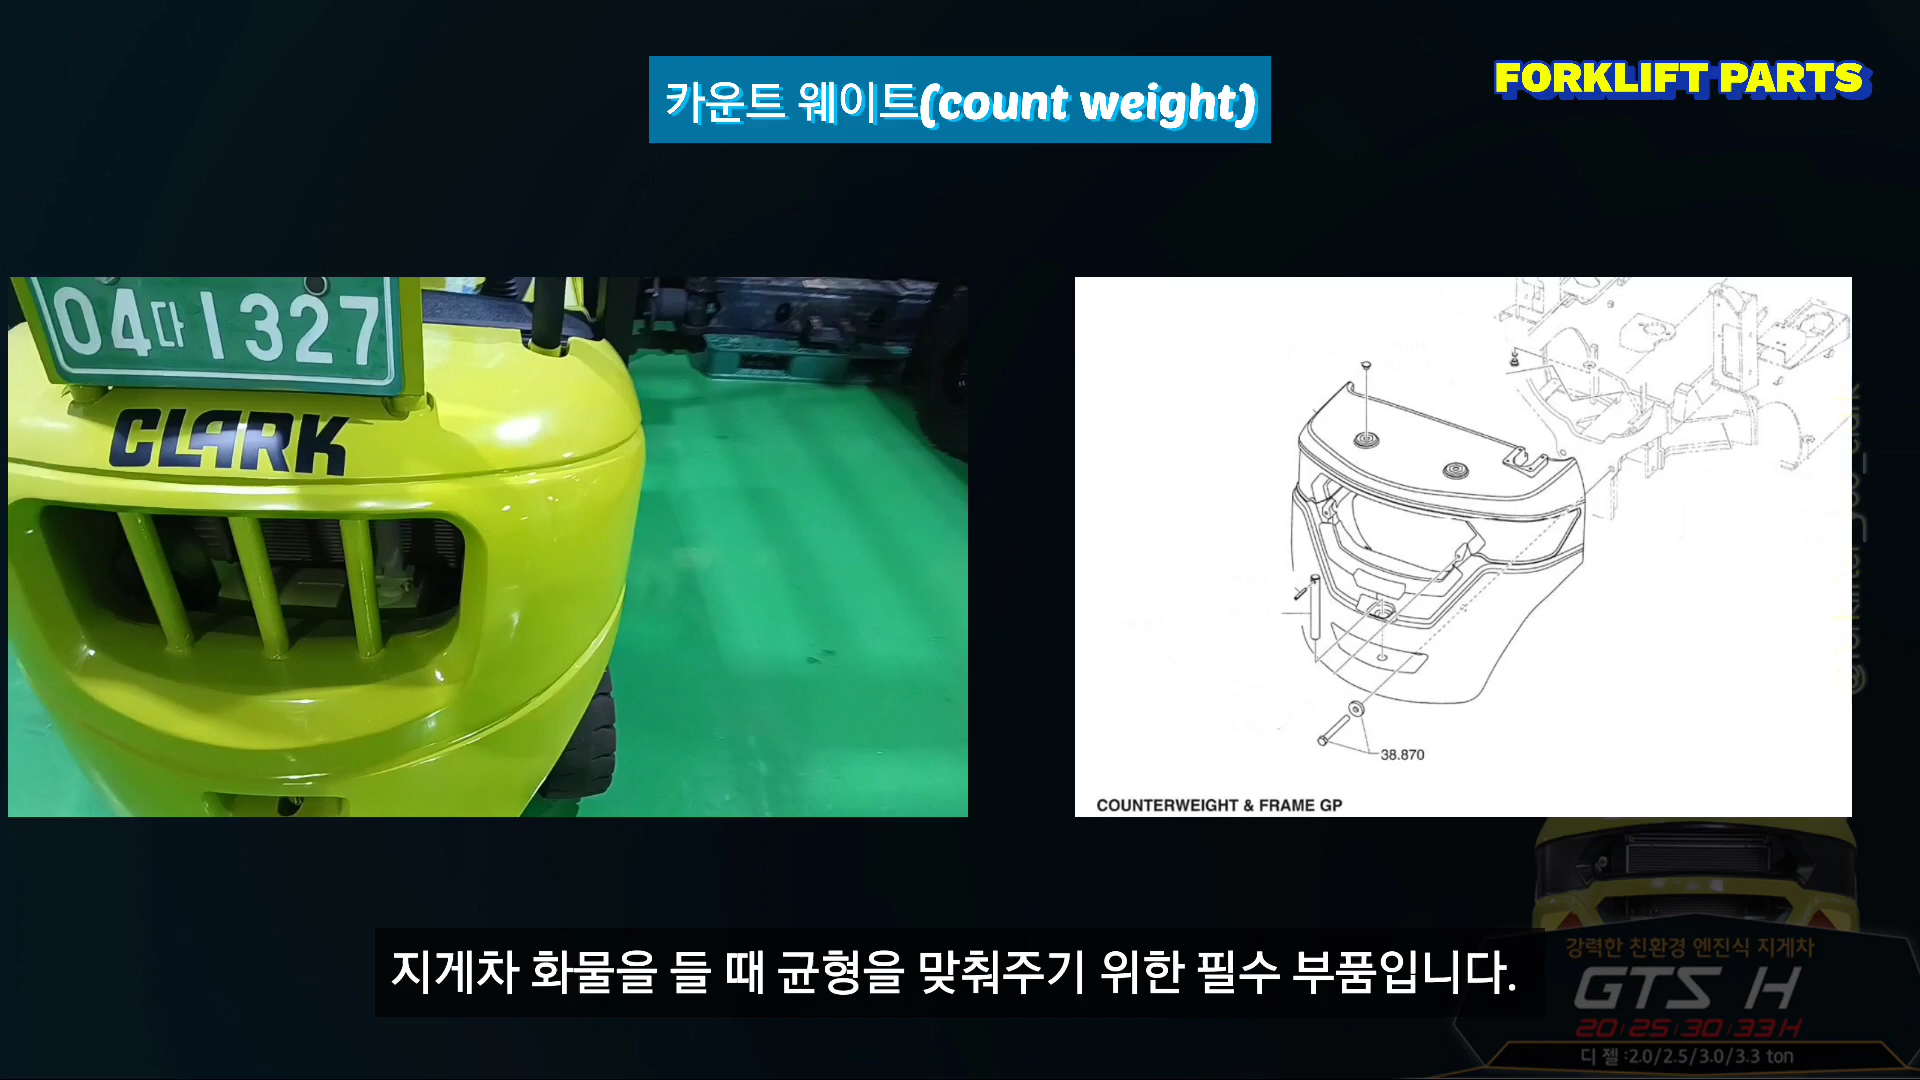 카운트 웨이트(count weight)
FORKLIFT PARTS
04다1327
CLARK
38.870
COUNTERWEIGHT & FRAME GP
지게차 화물을 들 때 균형을 맞춰주기 위한 필수 부품입니다.
강력한 친환경 엔진식 지게차
GTS H
20/25/30/33H
디젤:2.0/2.5/3.0/3.3 ton